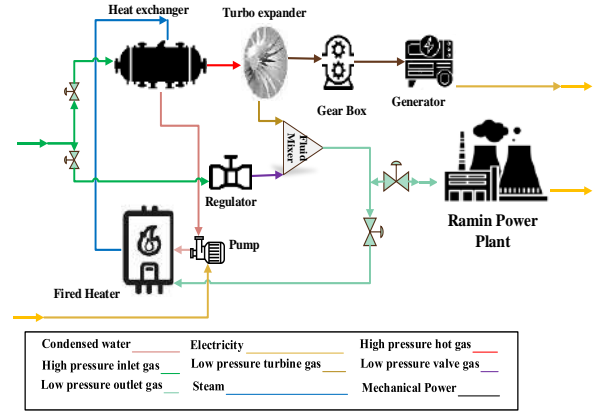 Heat exchanger
Turbo expander
Gear Box
Generator
Fluid
Mixer
Regulator
Ramin Power
Plant
Pump
Fired Heater
Condensed water
Electricity
High pressure hot gas
High pressure inlet gas
Low pressure turbine gas
Low pressure valve gas
Low pressure outlet gas
Steam
Mechanical Power